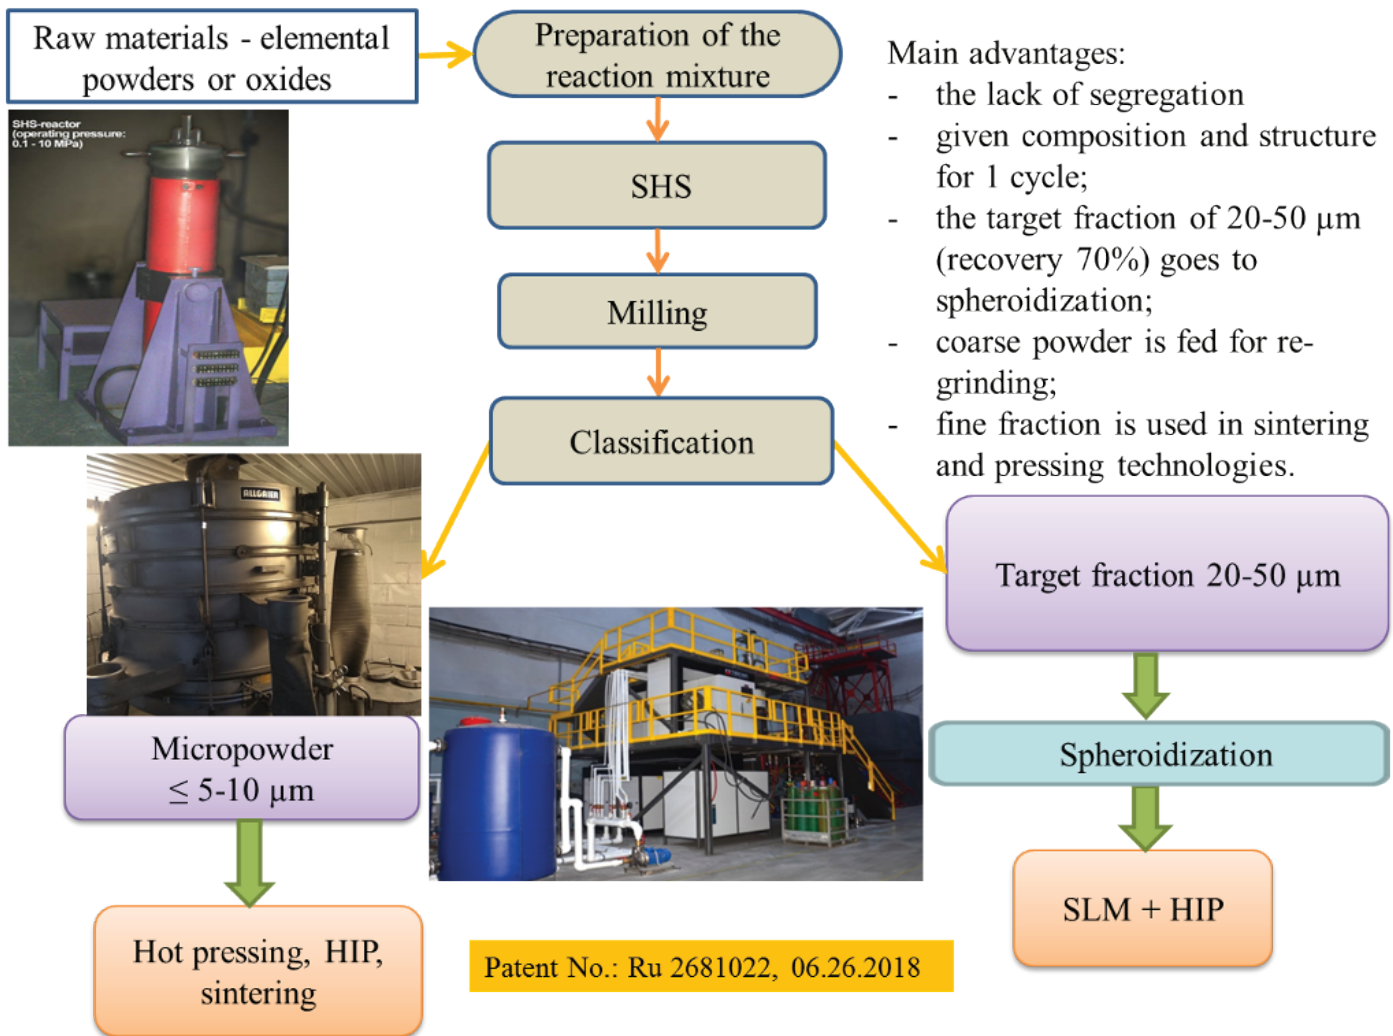 Raw materials - elemental
powders or oxides
Preparation of the
reaction mixture
SHS-reactor
(operating pressure:
0.1 - 10 MPa)
SHS
Milling
Classification
Main advantages:
- the lack of segregation
- given composition and structure
for 1 cycle;
- the target fraction of 20-50 µm
(recovery 70%) goes to
spheroidization;
- coarse powder is fed for re-
grinding;
- fine fraction is used in sintering
and pressing technologies.
ALLGAIER
Target fraction 20-50 µm
Micropowder
≤ 5-10 µm
Spheroidization
Hot pressing, HIP,
sintering
SLM + HIP
Patent No.: Ru 2681022, 06.26.2018